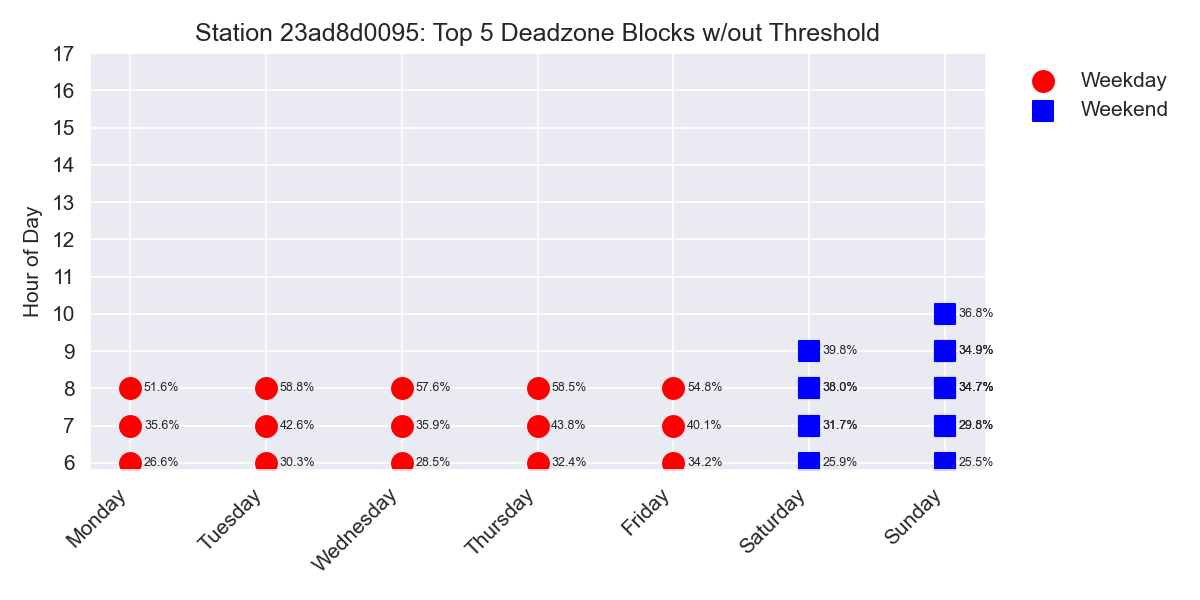 Station 23ad8d0095: Top 5 Deadzone Blocks w/out Threshold
Weekday
Weekend
Hour of Day
17
16
15
14
13
12
11
10 36.8%
9 39.8% 34.9%
8 51.6% 58.8% 57.6% 58.5% 54.8% 38.0% 34.7%
7 35.6% 42.6% 35.9% 43.8% 40.1% 31.7% 29.8%
6 26.6% 30.3% 28.5% 32.4% 34.2% 25.9% 25.5%
Monday Tuesday Wednesday Thursday Friday Saturday Sunday